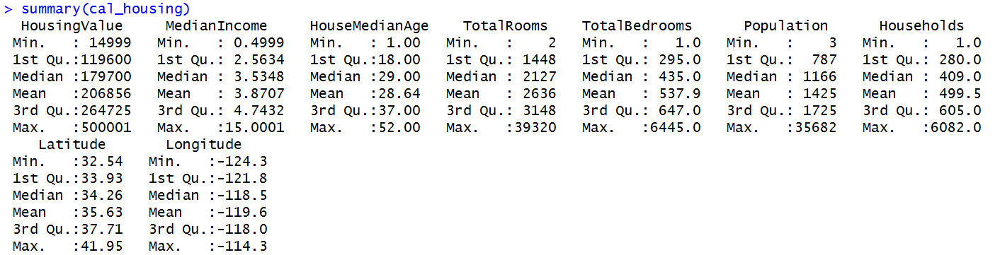 > summary(cal_housing)
  HousingValue     MedianIncome     HouseMedianAge    TotalRooms    TotalBedrooms      Population      Households
 Min.   : 14999   Min.   : 0.4999   Min.   : 1.00   Min.   :    2   Min.   :   1.0   Min.   :    3   Min.   :   1.0
 1st Qu.:119600   1st Qu.: 2.5634   1st Qu.:18.00   1st Qu.: 1448   1st Qu.: 295.0   1st Qu.:  787   1st Qu.: 280.0
 Median :179700   Median : 3.5348   Median :29.00   Median : 2127   Median : 435.0   Median : 1166   Median : 409.0
 Mean   :206856   Mean   : 3.8707   Mean   :28.64   Mean   : 2636   Mean   : 537.9   Mean   : 1425   Mean   : 499.5
 3rd Qu.:264725   3rd Qu.: 4.7432   3rd Qu.:37.00   3rd Qu.: 3148   3rd Qu.: 647.0   3rd Qu.: 1725   3rd Qu.: 605.0
 Max.   :500001   Max.   :15.0001   Max.   :52.00   Max.   :39320   Max.   :6445.0   Max.   :35682   Max.   :6082.0
    Latitude       Longitude
 Min.   :32.54   Min.   :-124.3
 1st Qu.:33.93   1st Qu.:-121.8
 Median :34.26   Median :-118.5
 Mean   :35.63   Mean   :-119.6
 3rd Qu.:37.71   3rd Qu.:-118.0
 Max.   :41.95   Max.   :-114.3